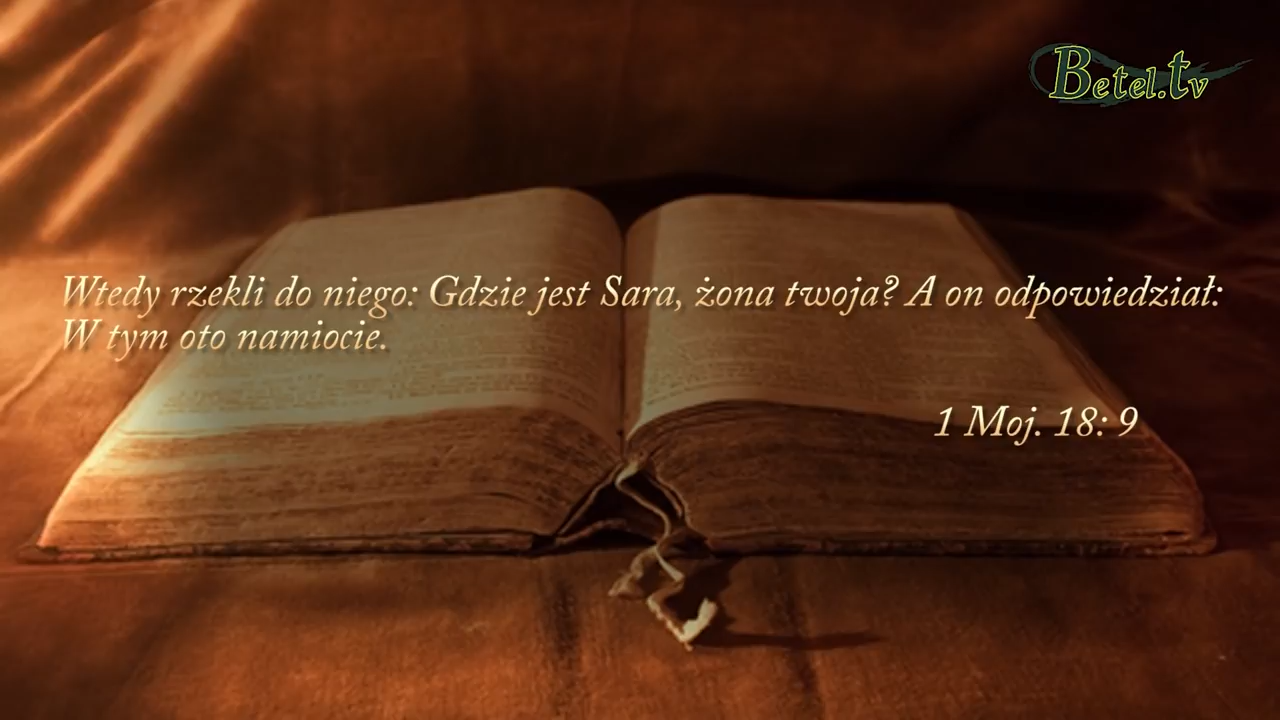 Betel.tv
Wtedy rzekli do niego: Gdzie jest Sara, żona twoja? A on odpowiedział:
W tym oto namiocie.
1 Moj. 18: 9